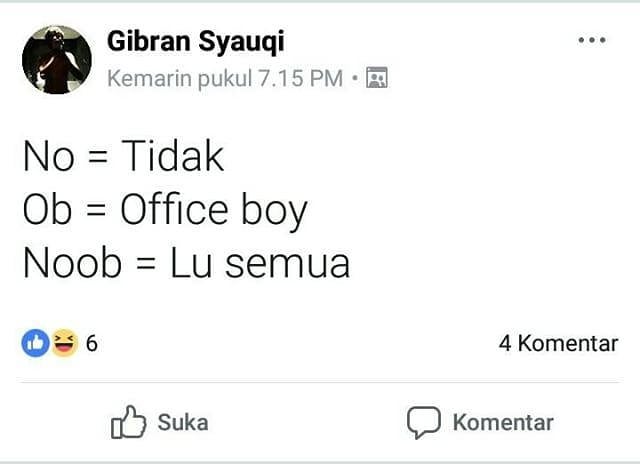 Gibran Syauqi
Kemarin pukul 7.15 PM •
No = Tidak
Ob = Office boy
Noob = Lu semua
6
4 Komentar
Suka
Komentar